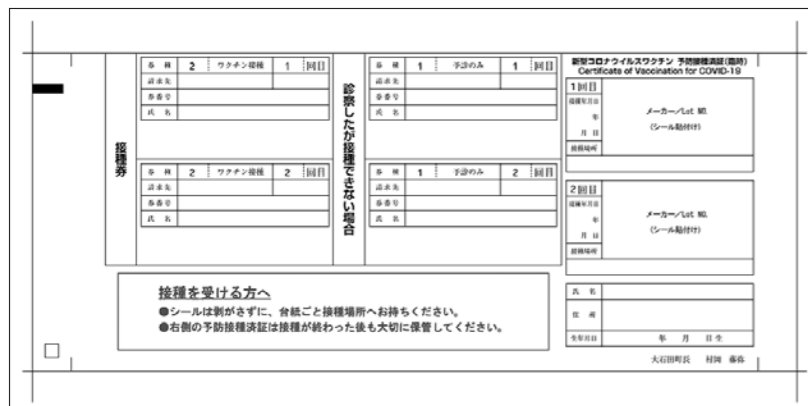 接種券
券種 2 ワクチン接種 1 回目
請求先
券番号
氏名
券種 2 ワクチン接種 2 回目
請求先
券番号
氏名
診察したが接種できない場合
券種 1 予診のみ 1 回目
請求先
券番号
氏名
券種 1 予診のみ 2 回目
請求先
券番号
氏名
新型コロナウイルスワクチン 予防接種済証(臨時)
Certificate of Vaccination for COVID-19
1回目
接種年月日
年
月 日
接種場所
メーカー/Lot NO.
(シール貼付け)
2回目
接種年月日
年
月 日
接種場所
メーカー/Lot NO.
(シール貼付け)
氏名
住所
生年月日 年 月 日生
大石田町長 村岡 藤弥
接種を受ける方へ
●シールは剥がさずに、台紙ごと接種場所へお持ちください。
●右側の予防接種済証は接種が終わった後も大切に保管してください。